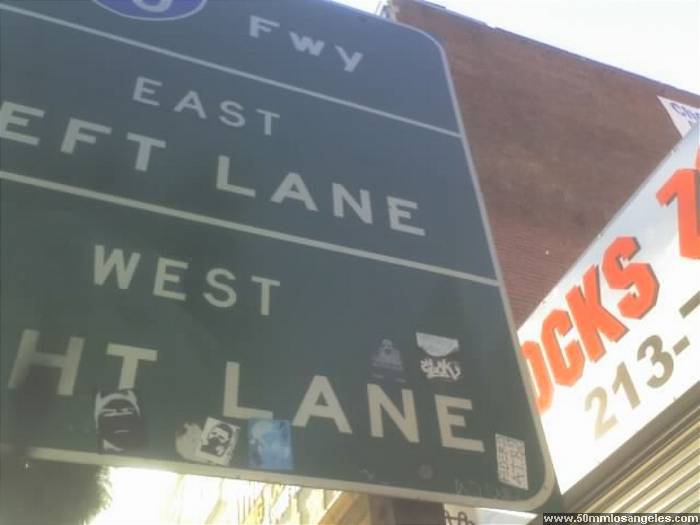 Fwy
EAST
EFT LANE
WEST
HT LANE
OCKS
213-
www.50mmlosangeles.com